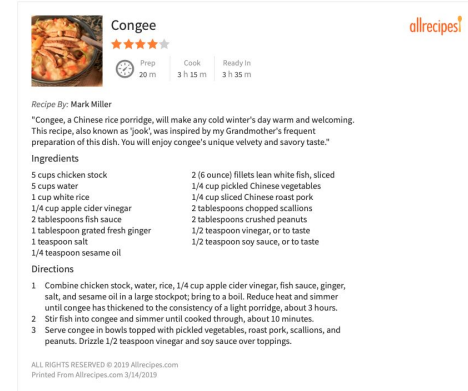 Congee
allrecipes!
Prep
Cook
Ready In
20 m
3 h 15 m
3 h 35 m
Recipe By: Mark Miller
"Congee, a Chinese rice porridge, will make any cold winter's day warm and welcoming.
This recipe, also known as 'jook', was inspired by my Grandmother's frequent
preparation of this dish. You will enjoy congee's unique velvety and savory taste."
Ingredients
5 cups chicken stock
5 cups water
1 cup white rice
1/4 cup apple cider vinegar
2 tablespoons fish sauce
1 tablespoon grated fresh ginger
1 teaspoon salt
1/4 teaspoon sesame oil
2 (6 ounce) fillets lean white fish, sliced
1/4 cup pickled Chinese vegetables
1/4 cup sliced Chinese roast pork
2 tablespoons chopped scallions
2 tablespoons crushed peanuts
1/2 teaspoon vinegar, or to taste
1/2 teaspoon soy sauce, or to taste
Directions
1 Combine chicken stock, water, rice, 1/4 cup apple cider vinegar, fish sauce, ginger,
salt, and sesame oil in a large stockpot; bring to a boil. Reduce heat and simmer
until congee has thickened to the consistency of a light porridge, about 3 hours.
2 Stir fish into congee and simmer until cooked through, about 10 minutes.
3 Serve congee in bowls topped with pickled vegetables, roast pork, scallions, and
peanuts. Drizzle 1/2 teaspoon vinegar and soy sauce over toppings.
ALL RIGHTS RESERVED © 2019 Allrecipes.com
Printed From Allrecipes.com 3/14/2019